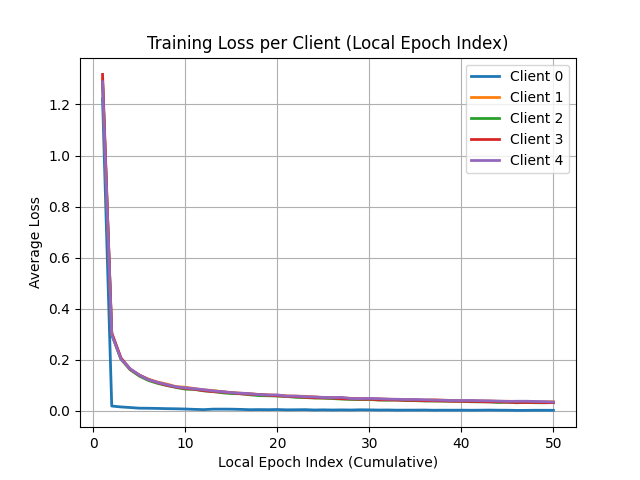 Training Loss per Client (Local Epoch Index)
Client 0
Client 1
Client 2
Client 3
Client 4
Average Loss
1.2
1.0
0.8
0.6
0.4
0.2
0.0
0 10 20 30 40 50
Local Epoch Index (Cumulative)